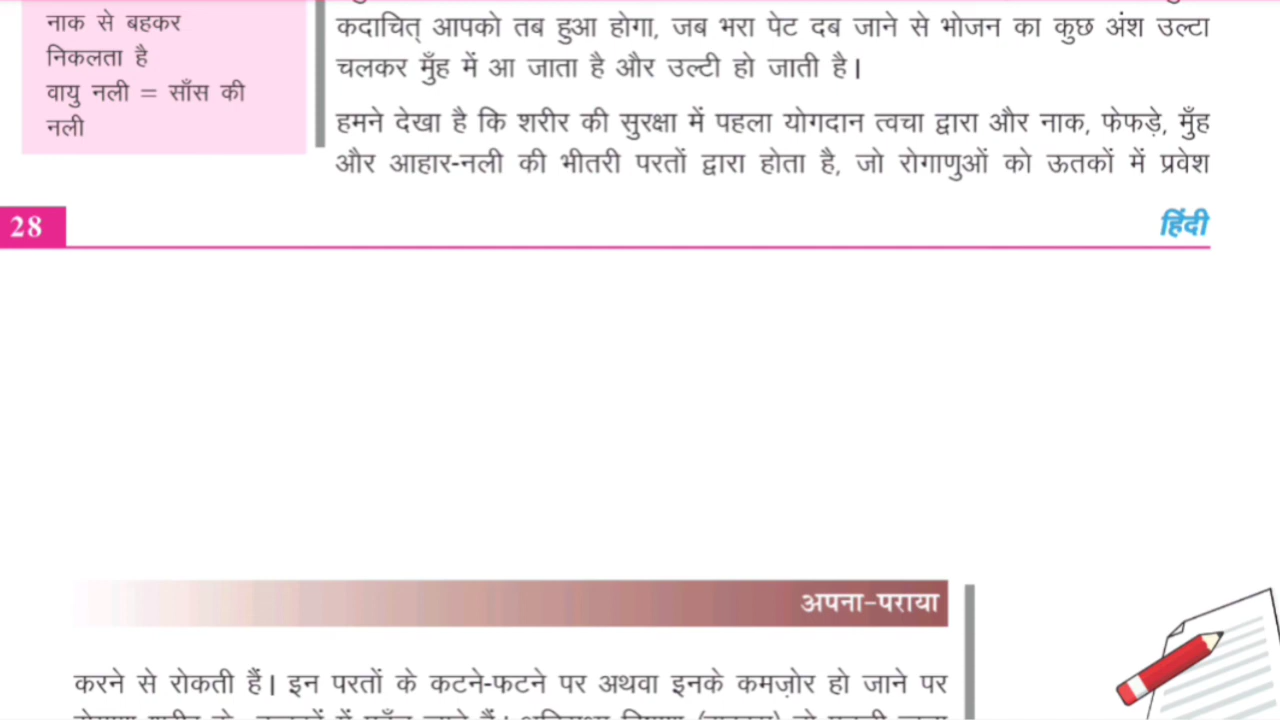 नाक से बहकर
निकलता है
वायु नली = साँस की
नली
कदाचित् आपको तब हुआ होगा, जब भरा पेट दब जाने से भोजन का कुछ अंश उल्टा
चलकर मुँह में आ जाता है और उल्टी हो जाती है।
हमने देखा है कि शरीर की सुरक्षा में पहला योगदान त्वचा द्वारा और नाक, फेफड़े, मुँह
और आहार-नली की भीतरी परतों द्वारा होता है, जो रोगाणुओं को ऊतकों में प्रवेश
28
हिंदी
अपना-पराया
करने से रोकती हैं। इन परतों के कटने-फटने पर अथवा इनके कमज़ोर हो जाने पर